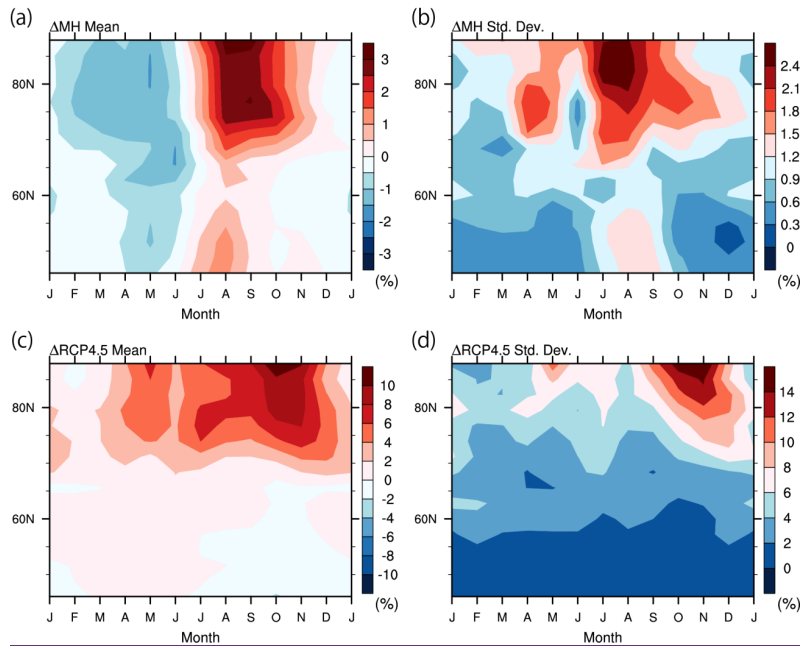 (a) ΔMH Mean
80N
60N
J F M A M J J A S O N D J
Month
3
2
1
0
-1
-2
-3
(%)
(b) ΔMH Std. Dev.
80N
60N
J F M A M J J A S O N D J
Month
2.4
2.1
1.8
1.5
1.2
0.9
0.6
0.3
0
(%)
(c) ΔRCP4.5 Mean
80N
60N
J F M A M J J A S O N D J
Month
10
8
6
4
2
0
-2
-4
-6
-8
-10
(%)
(d) ΔRCP4.5 Std. Dev.
80N
60N
J F M A M J J A S O N D J
Month
14
12
10
8
6
4
2
0
(%)